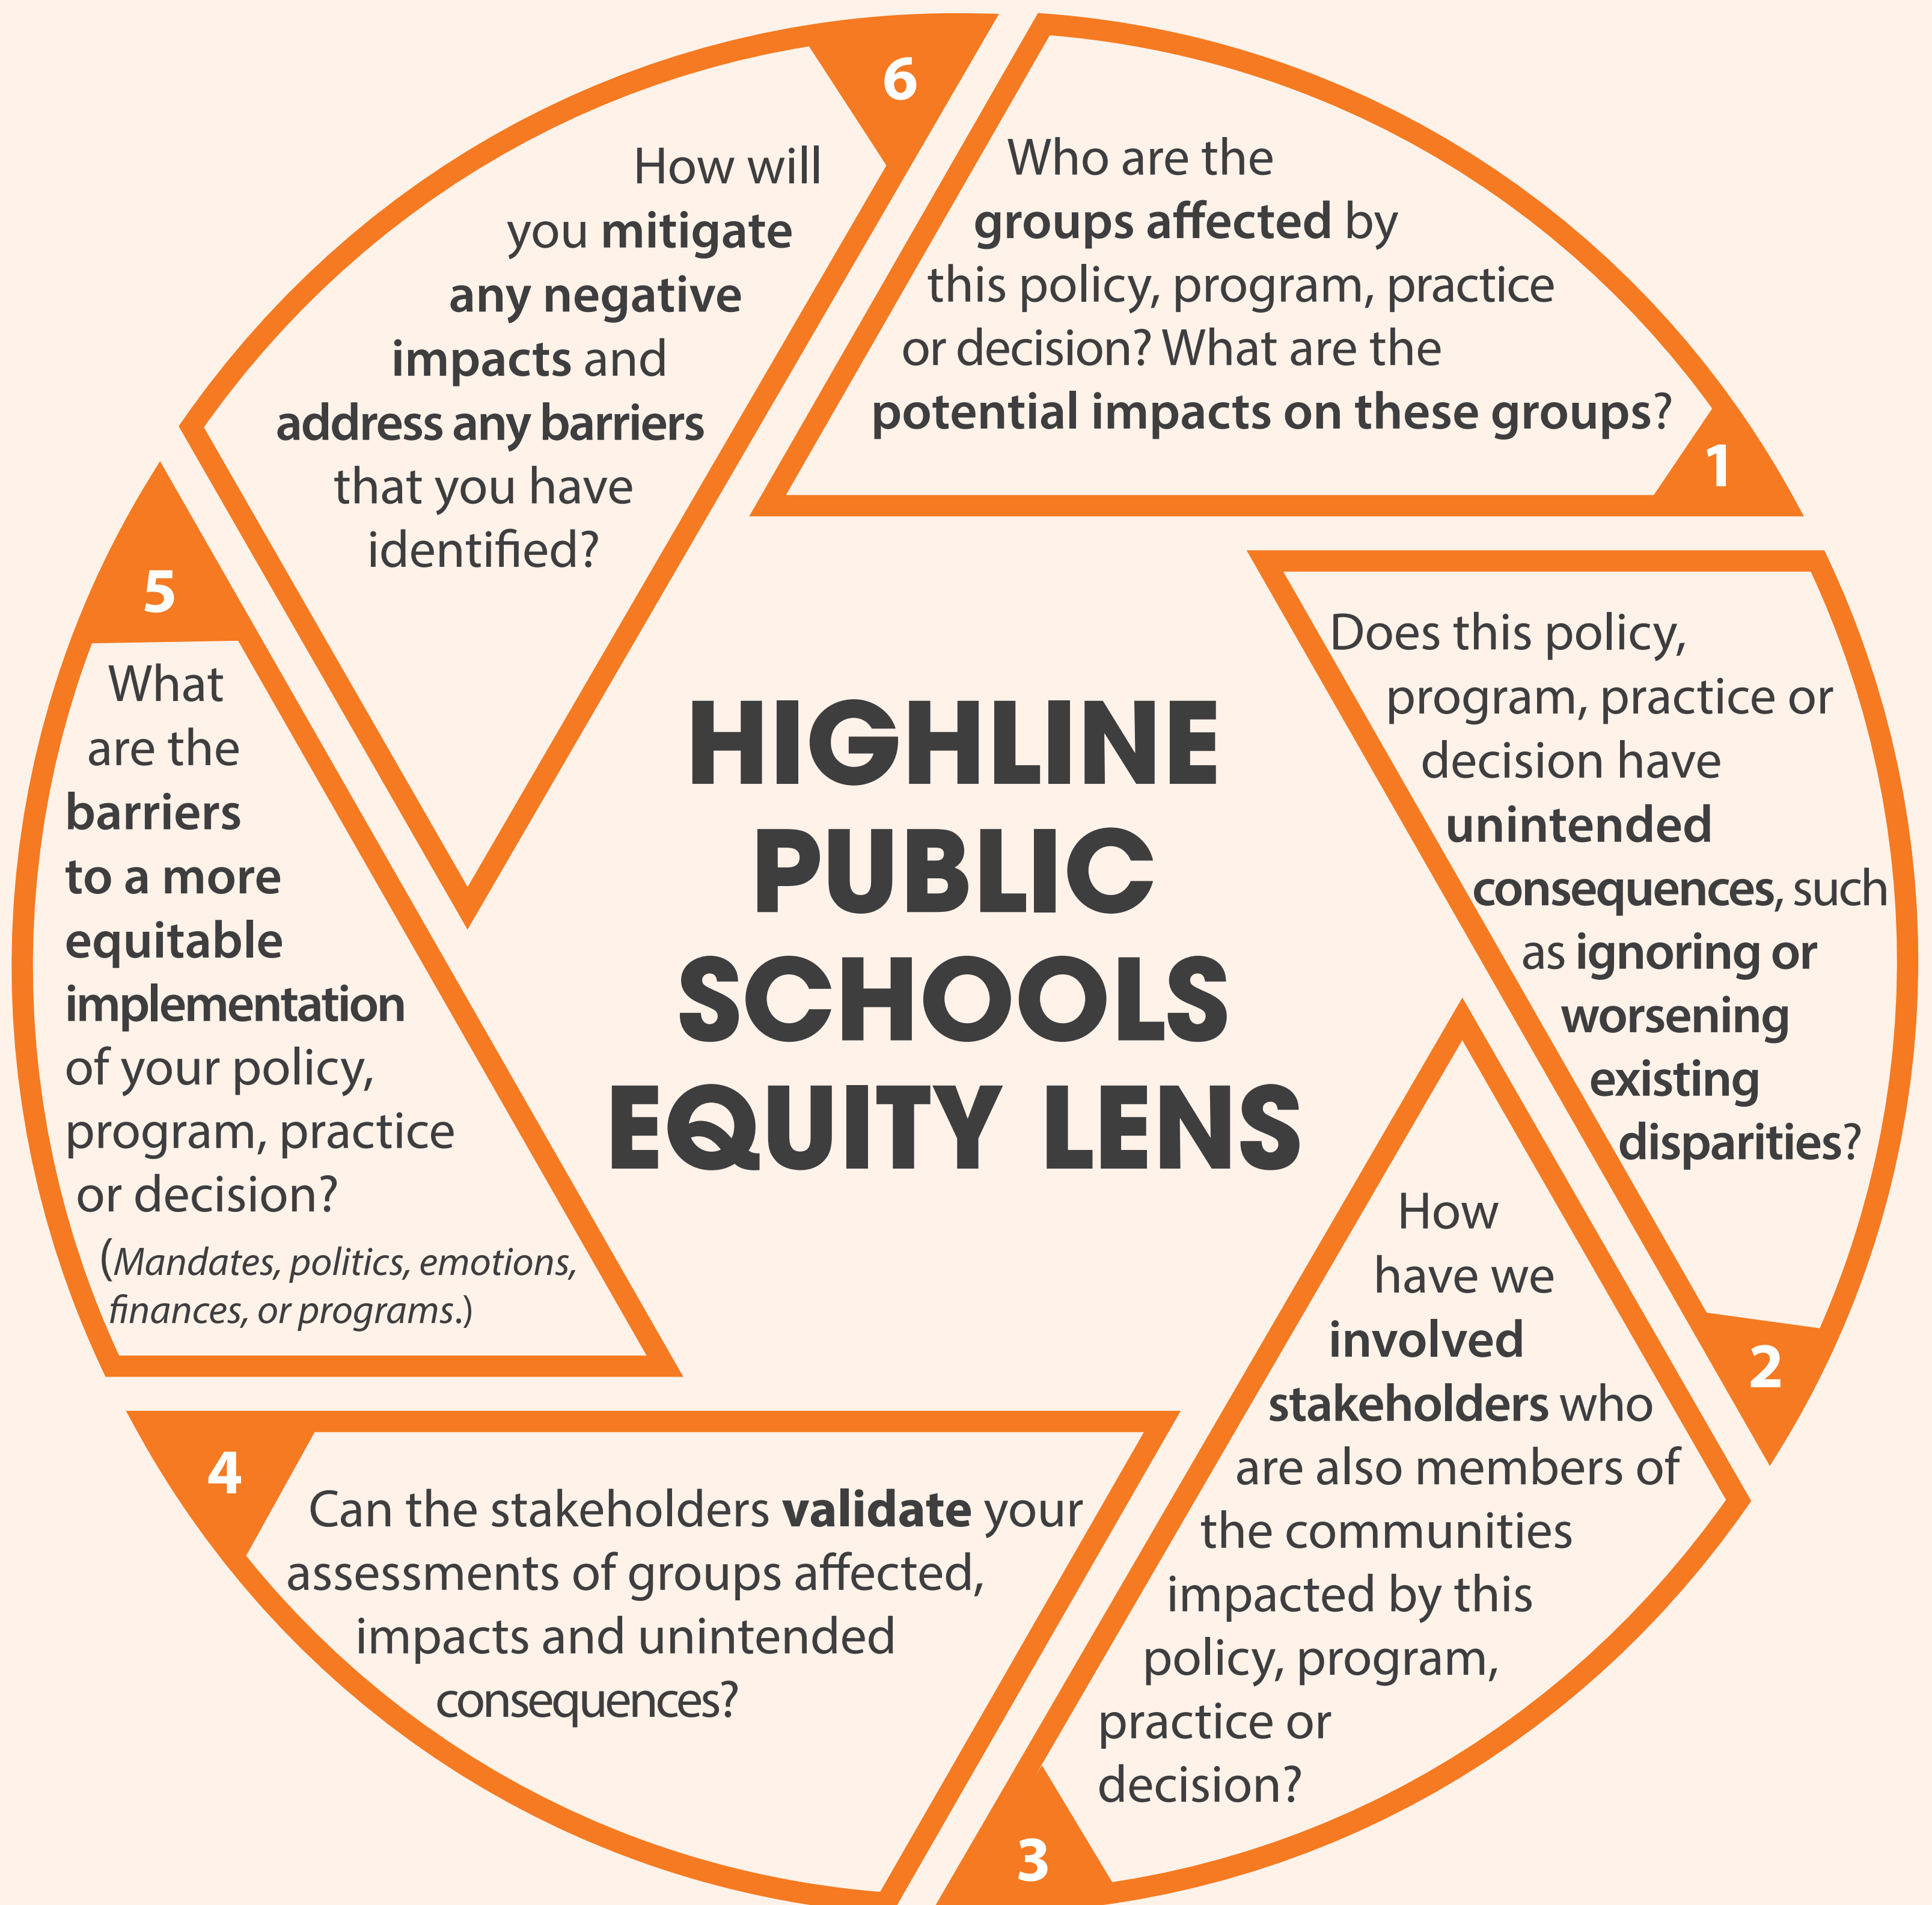 HIGHLINE
PUBLIC
SCHOOLS
EQUITY LENS
1
Who are the
groups affected by
this policy, program, practice
or decision? What are the
potential impacts on these groups?
2
Does this policy,
program, practice or
decision have
unintended
consequences, such
as ignoring or
worsening
existing
disparities?
3
How
have we
involved
stakeholders who
are also members of
the communities
impacted by this
policy, program,
practice or
decision?
4
Can the stakeholders validate your
assessments of groups affected,
impacts and unintended
consequences?
5
What
are the
barriers
to a more
equitable
implementation
of your policy,
program, practice
or decision?
(Mandates, politics, emotions,
finances, or programs.)
6
How will
you mitigate
any negative
impacts and
address any barriers
that you have
identified?